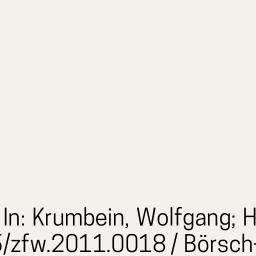 In: Krumbein, Wolfgang; H
/zfw.2011.0018 / Börsch-